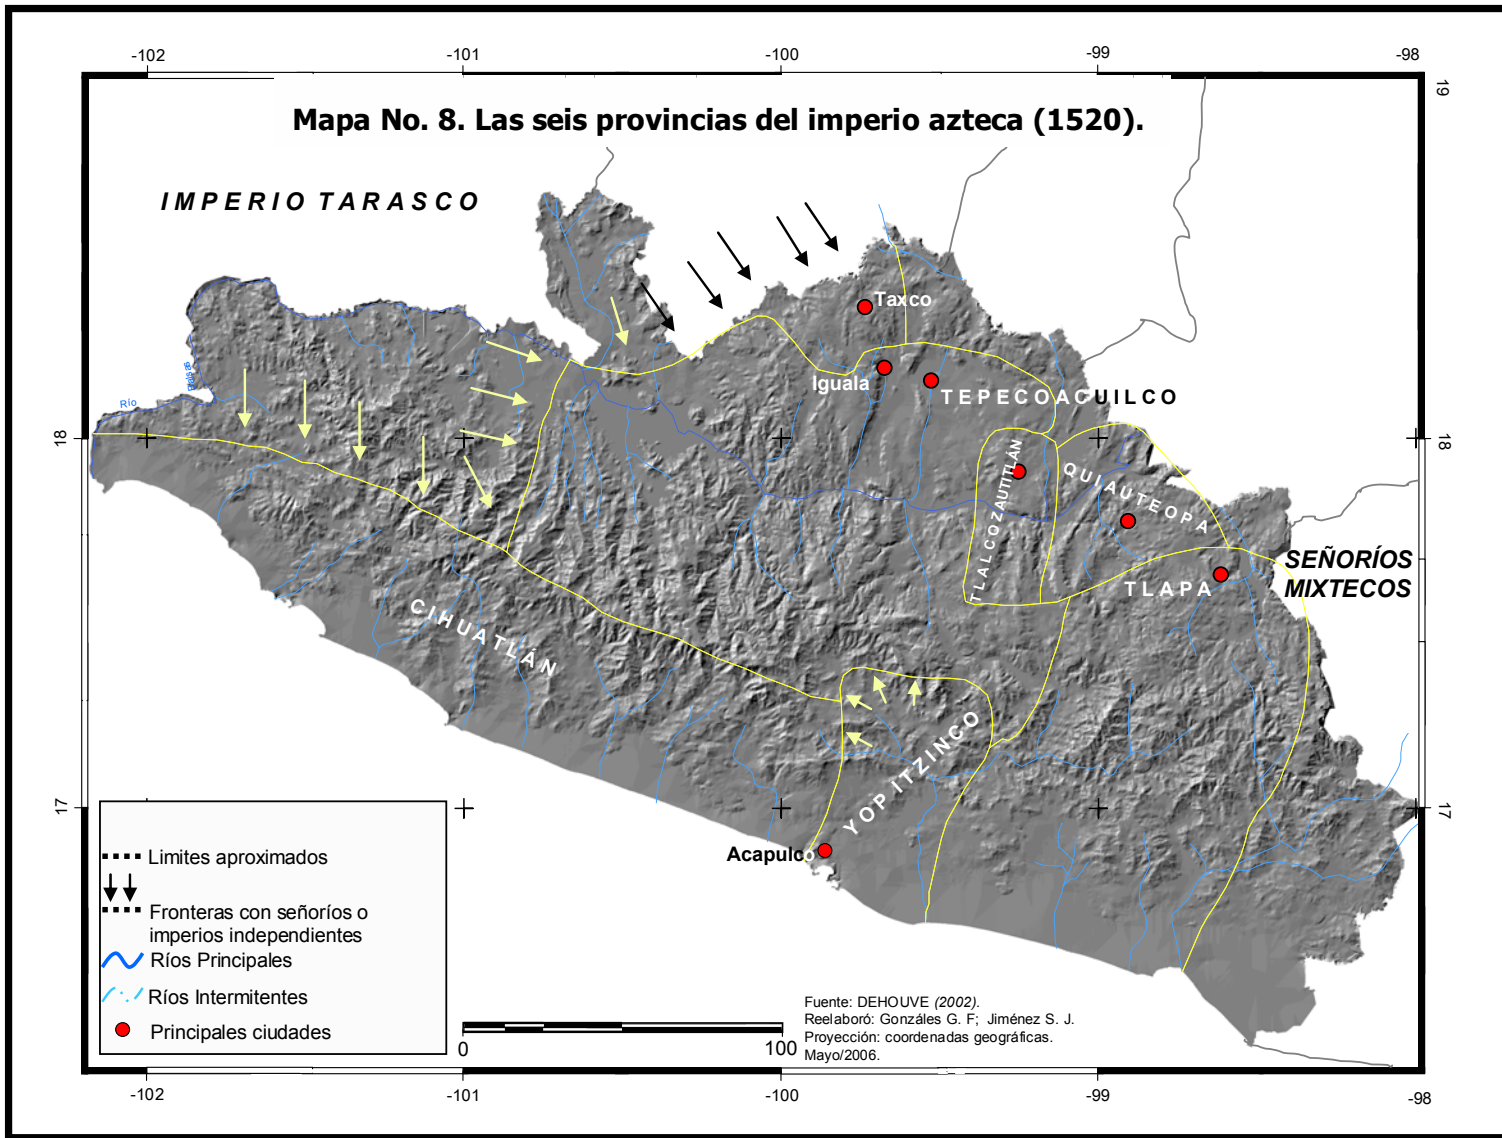 -102 -101 -100 -99 -98
19
Mapa No. 8. Las seis provincias del imperio azteca (1520).
IMPERIO TARASCO
Taxco
Iguala
TEPECOACUILCO
Río
Balsas
18 18
TLALCOZAUTITLÁN
QUIAUTEOPA
SEÑORÍOS
MIXTECOS
TLAPA
CIHUATLÁN
YOPITZINCO
17 17
Acapulco
Limites aproximados
Fronteras con señoríos o
imperios independientes
Ríos Principales
Ríos Intermitentes
Principales ciudades
0 100
Fuente: DEHOUVE (2002).
Reelaboró: Gonzáles G. F; Jiménez S. J.
Proyección: coordenadas geográficas.
Mayo/2006.
-102 -101 -100 -99 -98